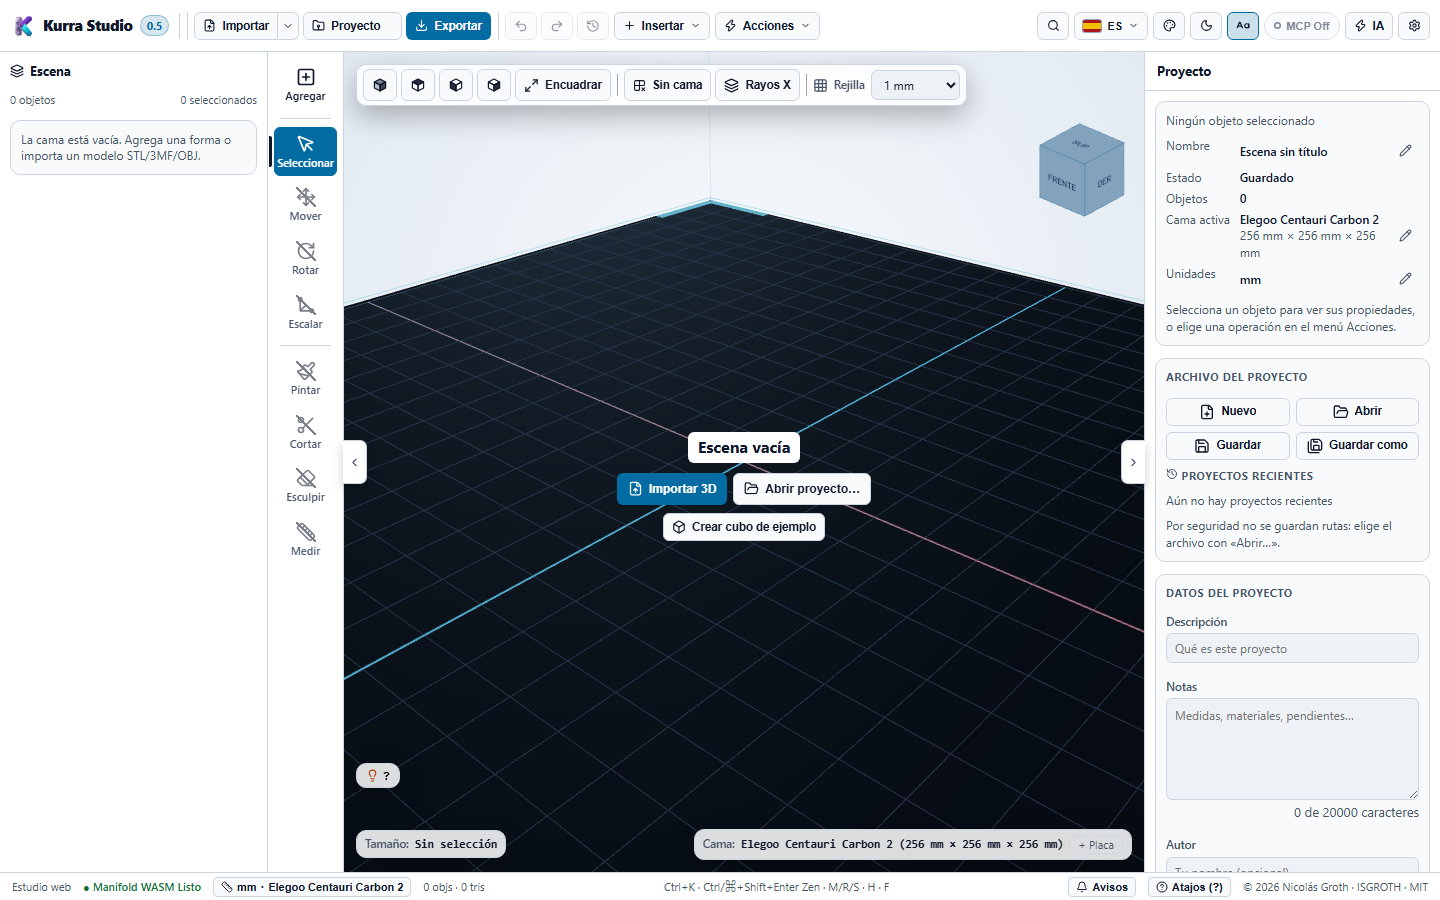 Kurra Studio 0.5
Importar
Proyecto
Exportar
Insertar
Acciones
ES
Aa
MCP Off
IA
Escena
0 objetos
0 seleccionados
La cama está vacía. Agrega una forma o
importa un modelo STL/3MF/OBJ.
Agregar
Seleccionar
Mover
Rotar
Escalar
Pintar
Cortar
Esculpir
Medir
Encuadrar
Sin cama
Rayos X
Rejilla
1 mm
SUP
FRENTE
DER
Escena vacía
Importar 3D
Abrir proyecto...
Crear cubo de ejemplo
?
Tamaño: Sin selección
Cama: Elegoo Centauri Carbon 2 (256 mm × 256 mm × 256 mm)
+ Placa
Proyecto
Ningún objeto seleccionado
Nombre
Escena sin título
Estado
Guardado
Objetos
0
Cama activa
Elegoo Centauri Carbon 2
256 mm × 256 mm × 256
mm
Unidades
mm
Selecciona un objeto para ver sus propiedades,
o elige una operación en el menú Acciones.
ARCHIVO DEL PROYECTO
Nuevo
Abrir
Guardar
Guardar como
PROYECTOS RECIENTES
Aún no hay proyectos recientes
Por seguridad no se guardan rutas: elige el
archivo con «Abrir...».
DATOS DEL PROYECTO
Descripción
Qué es este proyecto
Notas
Medidas, materiales, pendientes...
0 de 20000 caracteres
Autor
Tu nombre (opcional)
Estudio web
● Manifold WASM Listo
mm · Elegoo Centauri Carbon 2
0 objs · 0 tris
Ctrl+K · Ctrl/⌘+Shift+Enter Zen · M/R/S · H · F
Avisos
Atajos (?)
© 2026 Nicolás Groth · ISGROTH · MIT